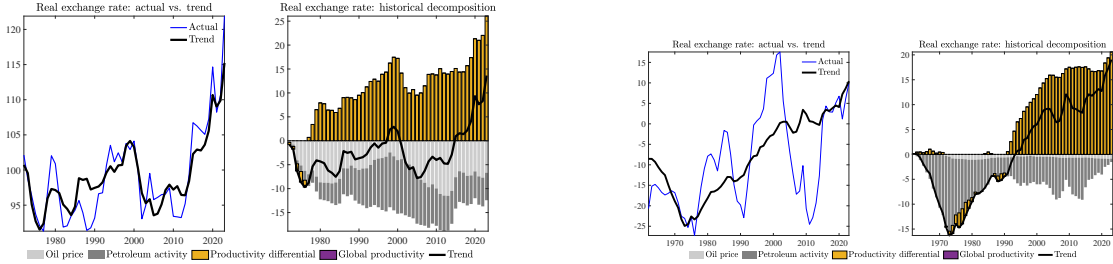 Real exchange rate: actual vs. trend
Actual
Trend
120
115
110
105
100
95
1980 1990 2000 2010 2020
Real exchange rate: historical decomposition
25
20
15
10
5
0
-5
-10
-15
1980 1990 2000 2010 2020
Oil price Petroleum activity Productivity differential Global productivity Trend
Real exchange rate: actual vs. trend
Actual
Trend
15
10
5
0
-5
-10
-15
-20
-25
1970 1980 1990 2000 2010 2020
Real exchange rate: historical decomposition
20
15
10
5
0
-5
-10
-15
1970 1980 1990 2000 2010 2020
Oil price Petroleum activity Productivity differential Global productivity Trend